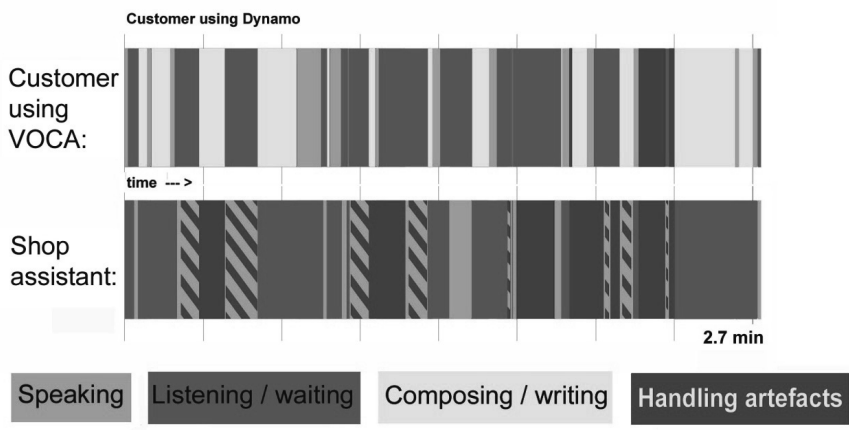 Customer using Dynamo
Customer
using
VOCA:
time --- >
Shop
assistant:
2.7 min
Speaking
Listening / waiting
Composing / writing
Handling artefacts